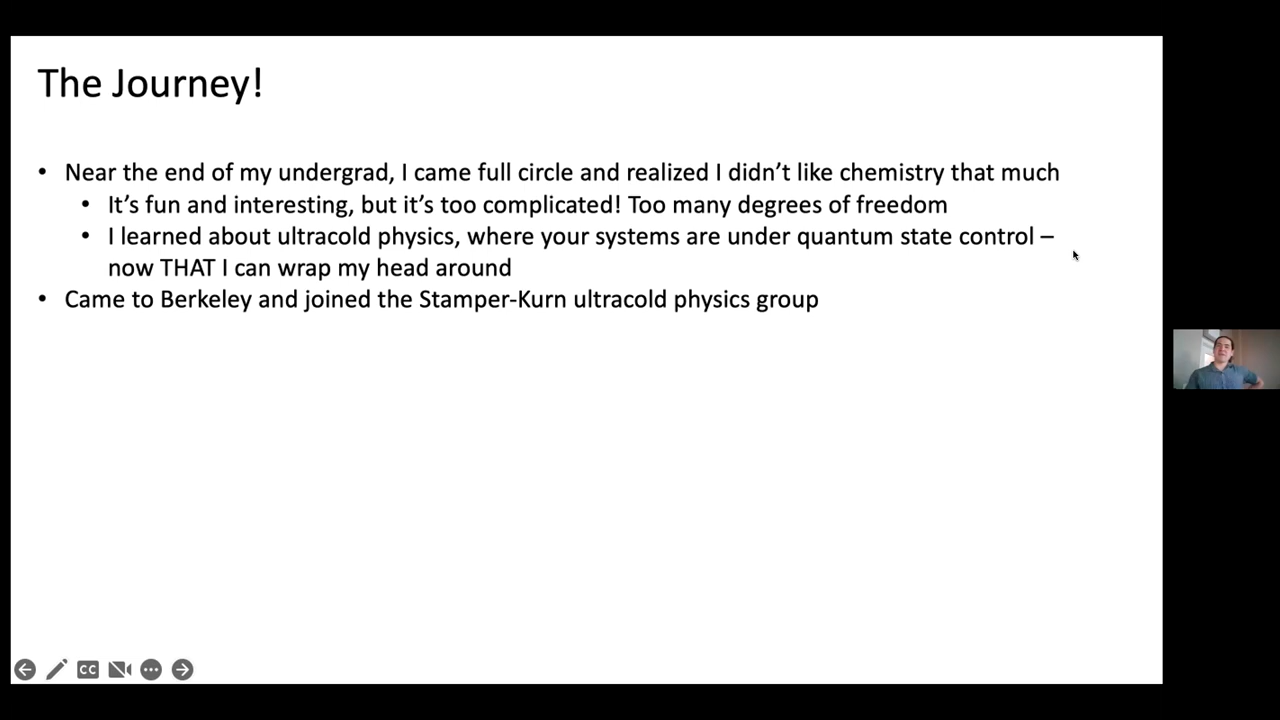 The Journey!
• Near the end of my undergrad, I came full circle and realized I didn’t like chemistry that much
• It’s fun and interesting, but it’s too complicated! Too many degrees of freedom
• I learned about ultracold physics, where your systems are under quantum state control –
now THAT I can wrap my head around
• Came to Berkeley and joined the Stamper-Kurn ultracold physics group
CC